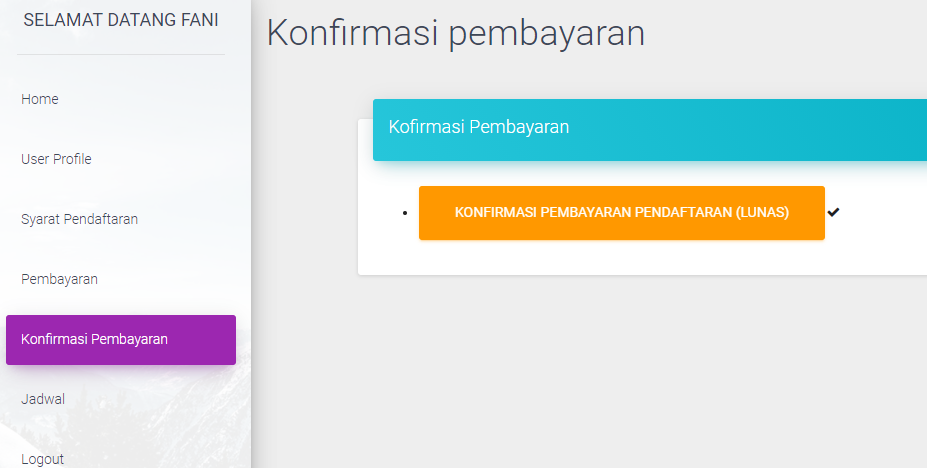 SELAMAT DATANG FANI
Home
User Profile
Syarat Pendaftaran
Pembayaran
Konfirmasi Pembayaran
Jadwal
Logout
Konfirmasi pembayaran
Kofirmasi Pembayaran
KONFIRMASI PEMBAYARAN PENDAFTARAN (LUNAS)